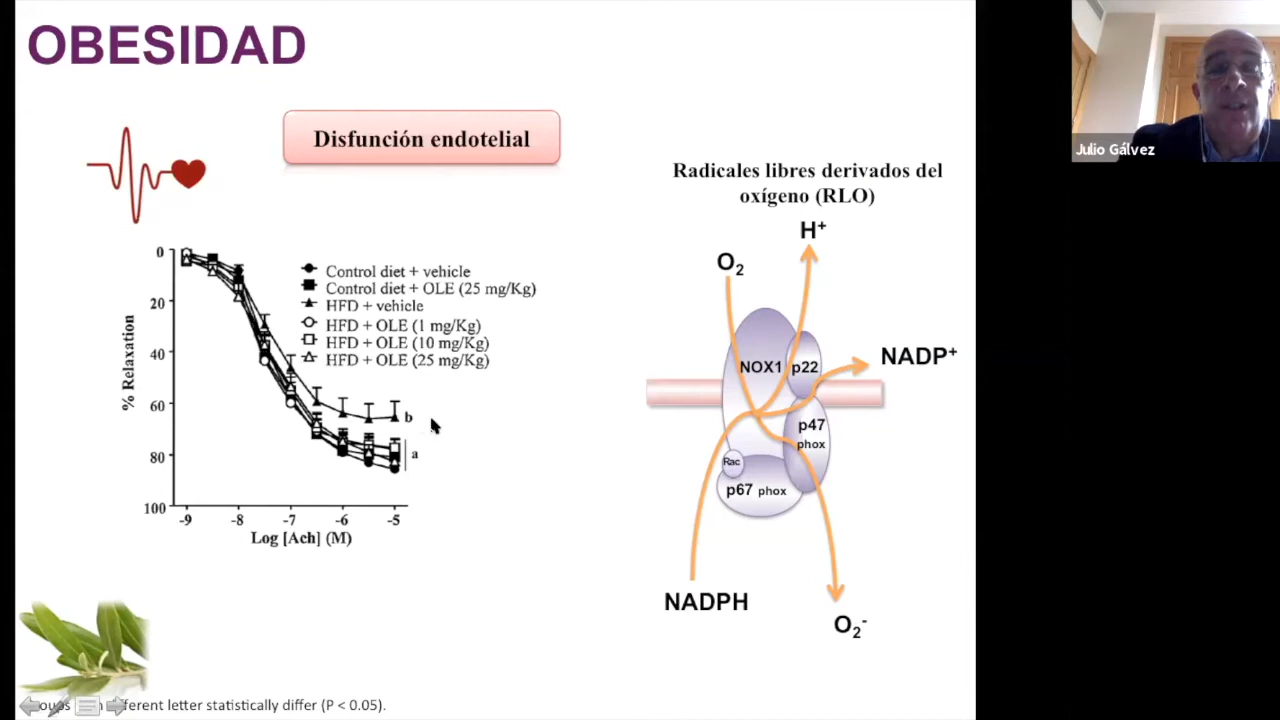 OBESIDAD
Disfunción endotelial
Control diet + vehicle
Control diet + OLE (25 mg/Kg)
HFD + vehicle
HFD + OLE (1 mg/Kg)
HFD + OLE (10 mg/Kg)
HFD + OLE (25 mg/Kg)
% Relaxation
0
20
40
60
80
100
b
a
-9 -8 -7 -6 -5
Log [Ach] (M)
Radicales libres derivados del
oxígeno (RLO)
H⁺
O₂
NOX1
p22
NADP⁺
p47
phox
Rac
p67 phox
NADPH
O₂⁻
different letter statistically differ (P < 0.05).
Julio Gálvez